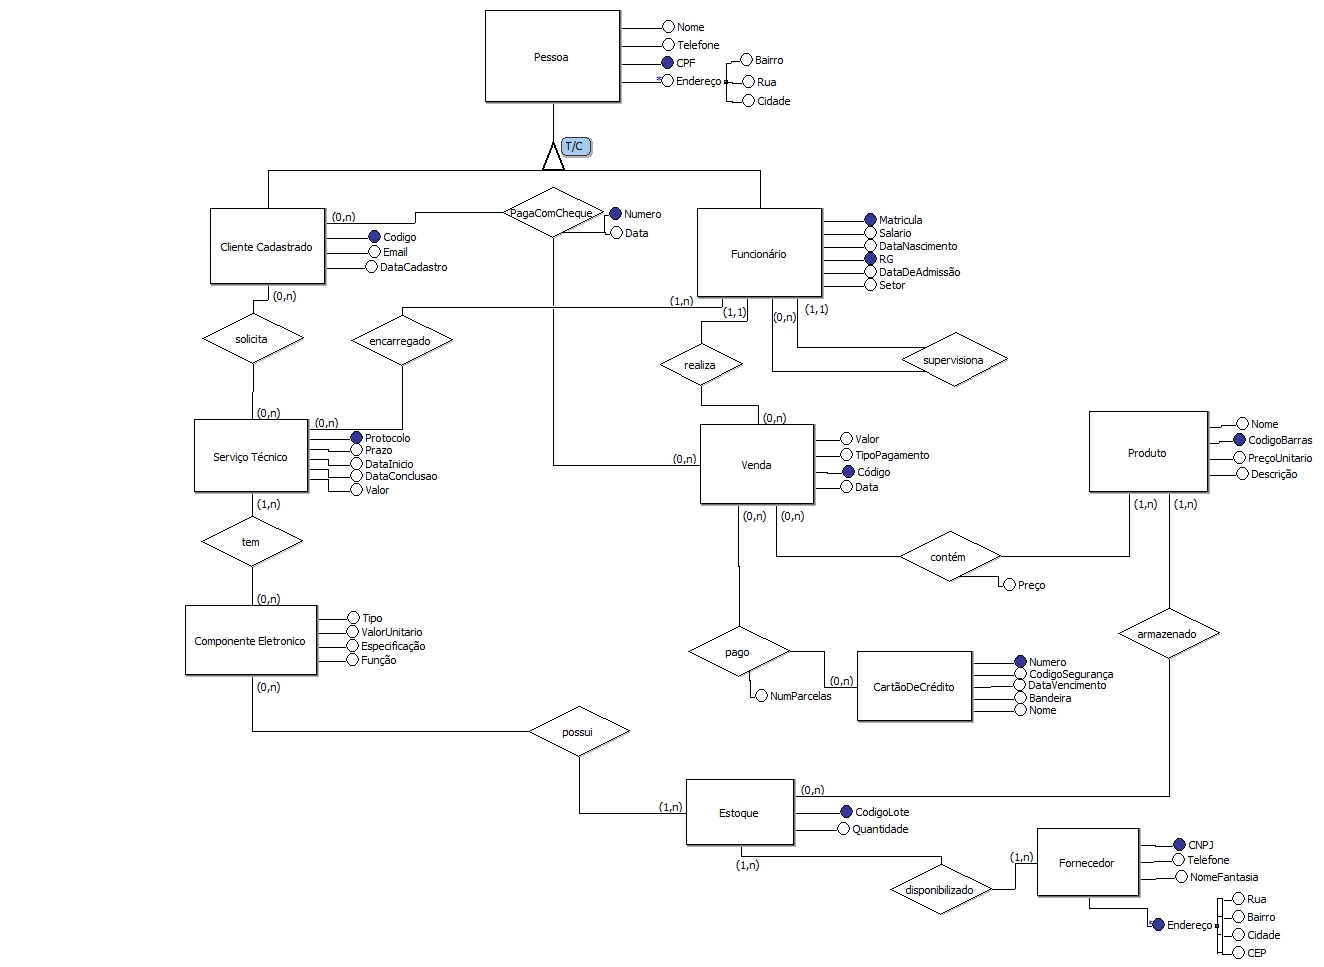 Pessoa
Nome
Telefone
CPF
Endereço
Bairro
Rua
Cidade
T/C
Cliente Cadastrado
(0,n)
Codigo
Email
DataCadastro
(0,n)
PagaComCheque
Numero
Data
Funcionário
Matricula
Salario
DataNascimento
RG
DataDeAdmissão
Setor
(1,n)
(1,1)
(0,n)
(1,1)
solicita
encarregado
realiza
supervisiona
(0,n)
(0,n)
Serviço Técnico
Protocolo
Prazo
DataInicio
DataConclusao
Valor
(1,n)
(0,n)
(0,n)
Venda
Valor
TipoPagamento
Código
Data
(0,n)
(0,n)
Produto
Nome
CodigoBarras
PreçoUnitario
Descrição
(1,n)
(1,n)
tem
contém
Preço
(0,n)
Componente Eletronico
Tipo
ValorUnitario
Especificação
Função
(0,n)
armazenado
pago
NumParcelas
(0,n)
CartãoDeCrédito
Numero
CodigoSegurança
DataVencimento
Bandeira
Nome
possui
(1,n)
Estoque
(0,n)
CodigoLote
Quantidade
(1,n)
disponibilizado
(1,n)
Fornecedor
CNPJ
Telefone
NomeFantasia
Endereço
Rua
Bairro
Cidade
CEP